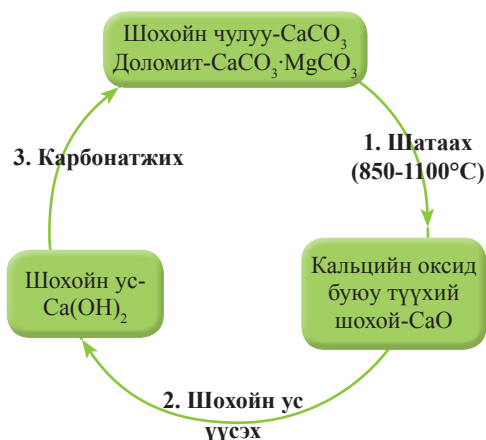 Шохойн чулуу-CaCO₃
Доломит-CaCO₃·MgCO₃
1. Шатаах
(850-1100°C)
Кальцийн оксид
буюу түүхий
шохой-CaO
2. Шохойн ус
үүсэх
Шохойн ус-
Ca(OH)₂
3. Карбонатжих